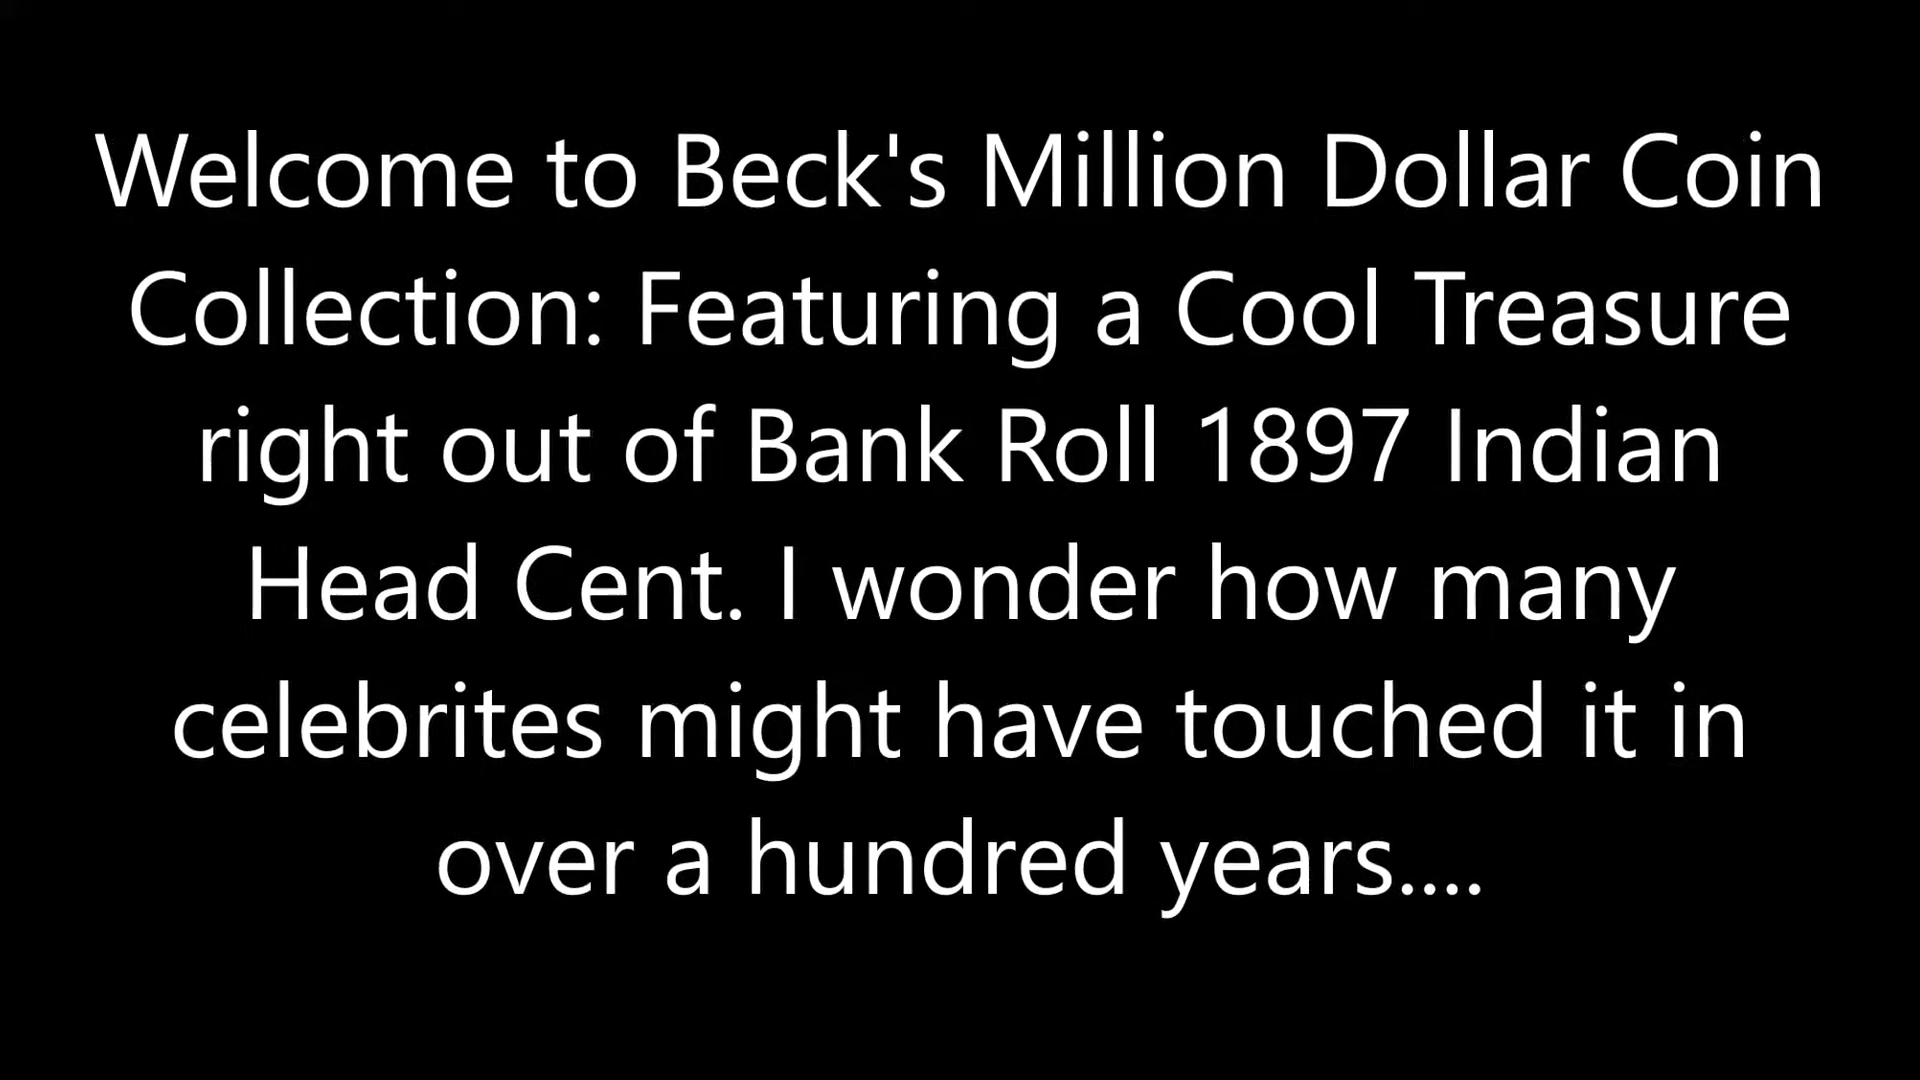 Welcome to Beck's Million Dollar Coin
Collection: Featuring a Cool Treasure
right out of Bank Roll 1897 Indian
Head Cent. I wonder how many
celebrites might have touched it in
over a hundred years....